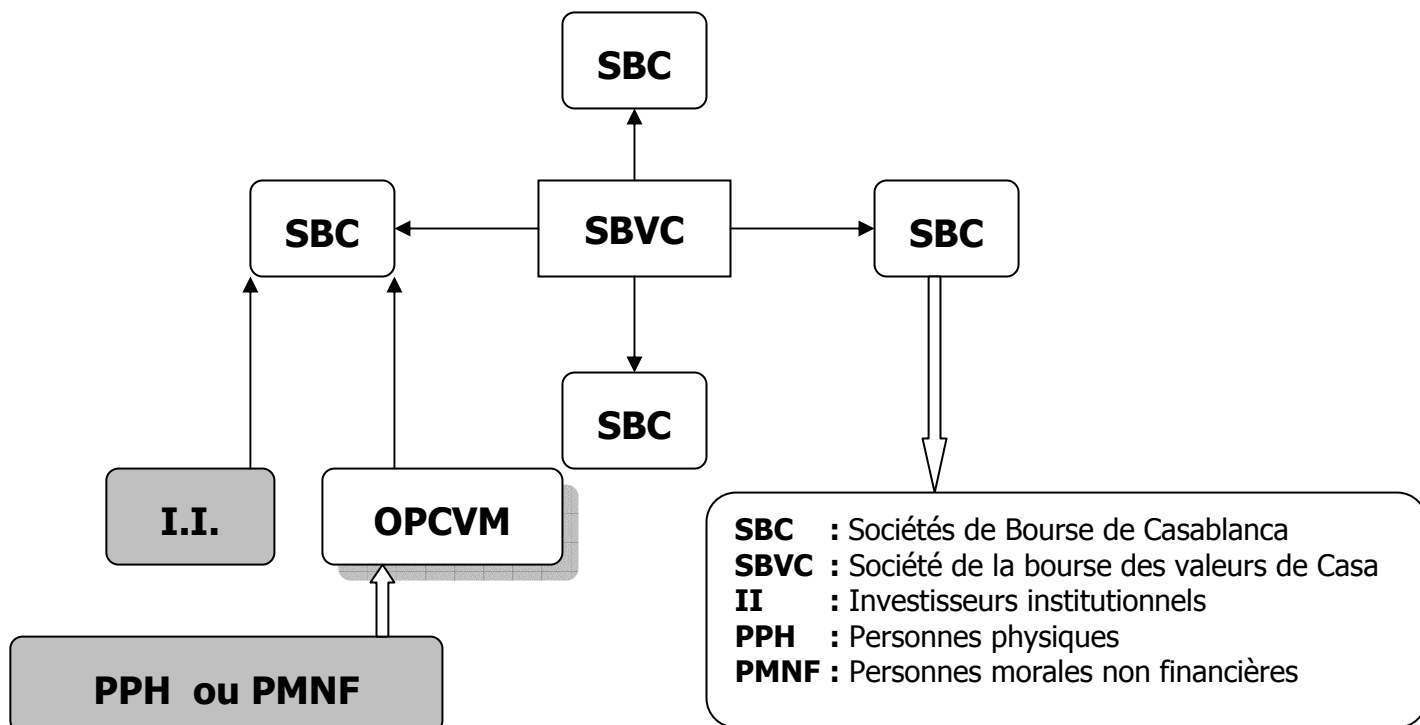 SBC
SBC
SBVC
SBC
SBC
I.I.
OPCVM
PPH ou PMNF
SBC : Sociétés de Bourse de Casablanca
SBVC : Société de la bourse des valeurs de Casa
II : Investisseurs institutionnels
PPH : Personnes physiques
PMNF : Personnes morales non financières